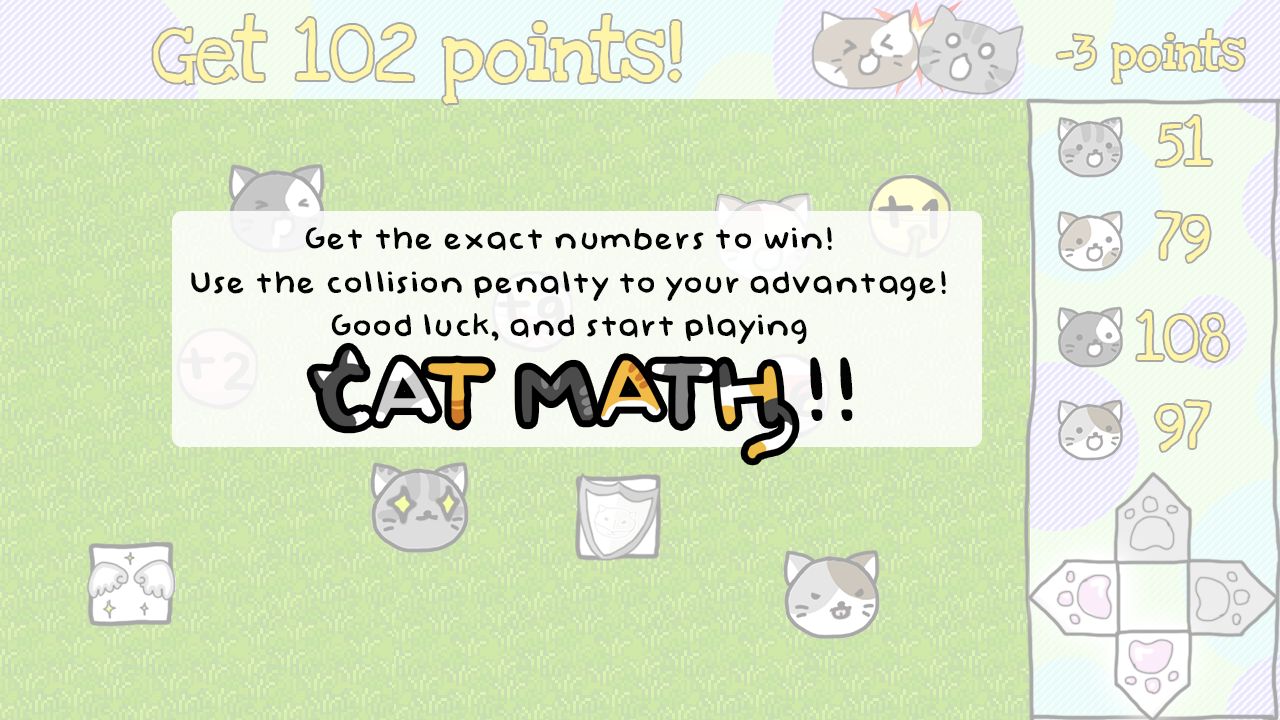 Get 102 points!
-3 points
51
79
108
97
+1
+9
+2
Get the exact numbers to win!
Use the collision penalty to your advantage!
Good luck, and start playing
CAT MATH!!